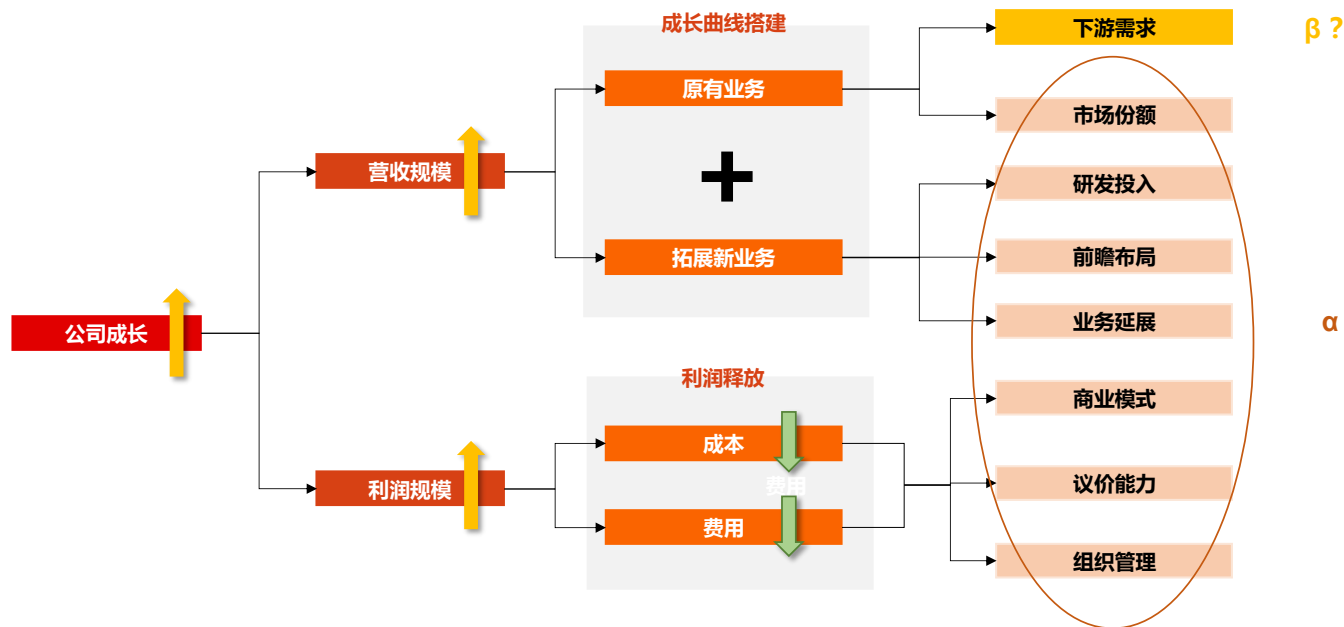 成长曲线搭建
下游需求
β ?
原有业务
市场份额
营收规模
研发投入
拓展新业务
前瞻布局
业务延展
α
公司成长
利润释放
商业模式
成本
利润规模
费用
议价能力
费用
组织管理